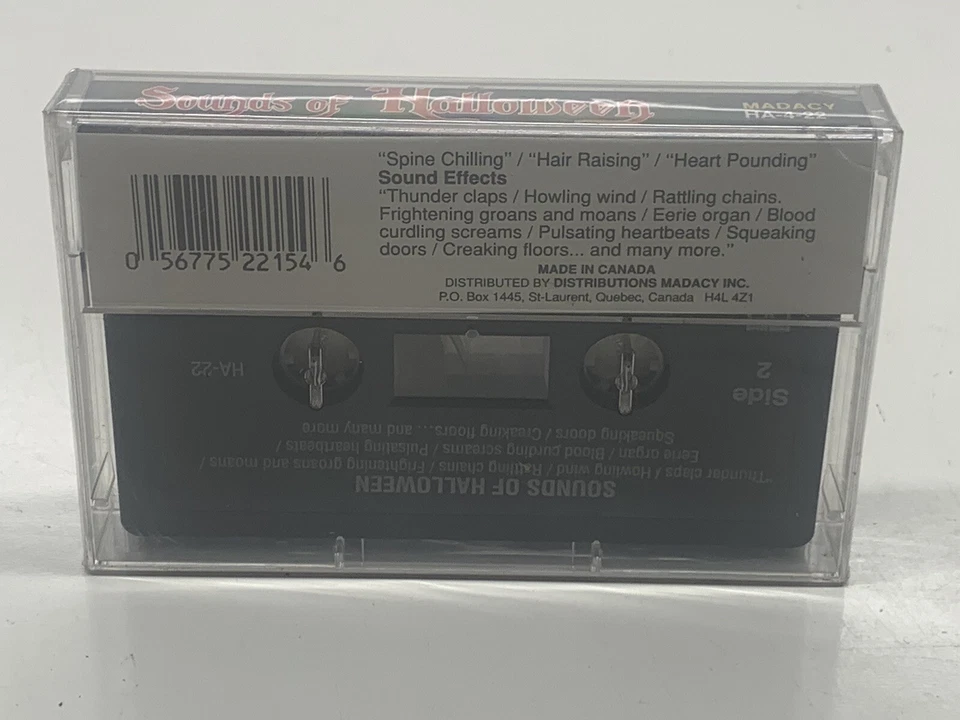 Sounds of Halloween
MADACY
HA-4-22
"Spine Chilling" / "Hair Raising" / "Heart Pounding"
Sound Effects
"Thunder claps / Howling wind / Rattling chains.
Frightening groans and moans / Eerie organ / Blood
curdling screams / Pulsating heartbeats / Squeaking
doors / Creaking floors... and many more."
MADE IN CANADA
DISTRIBUTED BY DISTRIBUTIONS MADACY INC.
P.O. Box 1445, St-Laurent, Quebec, Canada H4L 4Z1
0 56775 22154 6
SOUNDS OF HALLOWEEN
"Thunder claps / Howling wind / Rattling chains / Frightening groans and moans /
Eerie organ / Blood curding screams / Pulsating heartbeats /
Squeaking doors / Creaking floors.... and many more
Side
2
HA-22